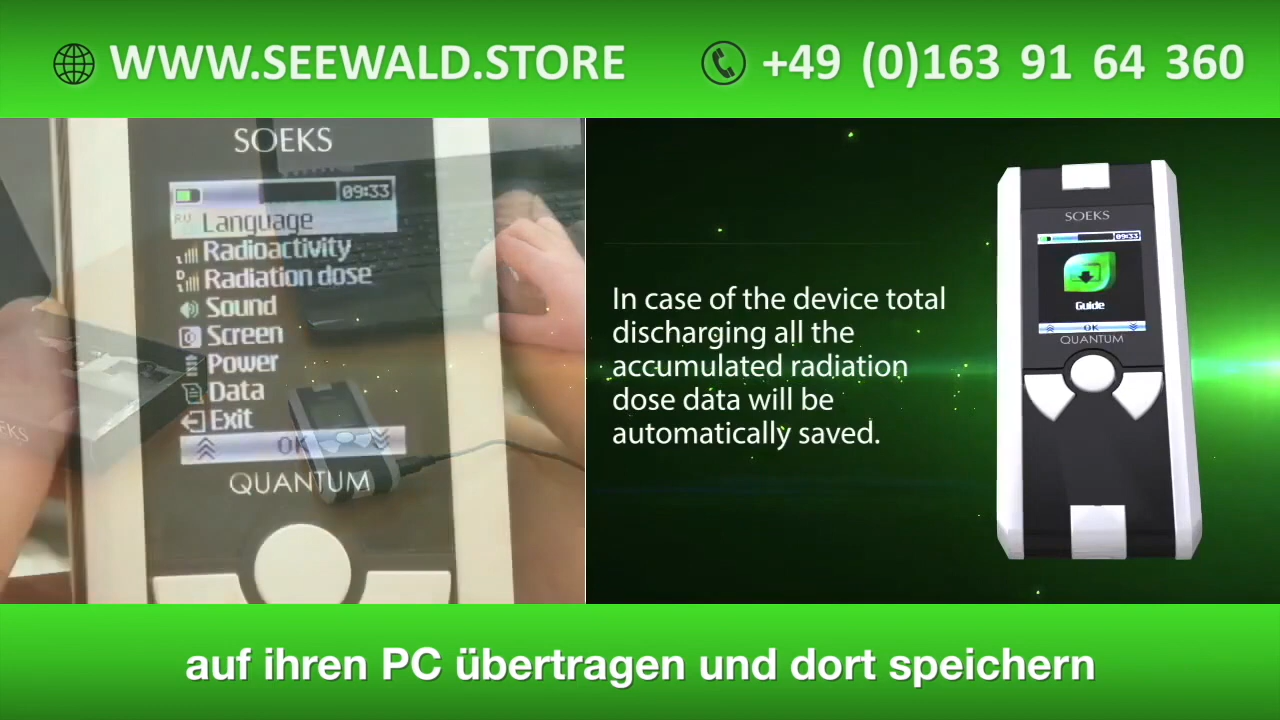 WWW.SEEWALD.STORE
+49 (0)163 91 64 360
SOEKS
09:33
RU Language
Radioactivity
D Radiation dose
Sound
Screen
Power
Data
Exit
OK
QUANTUM
In case of the device total
discharging all the
accumulated radiation
dose data will be
automatically saved.
SOEKS
09:33
Guide
OK
QUANTUM
auf ihren PC übertragen und dort speichern